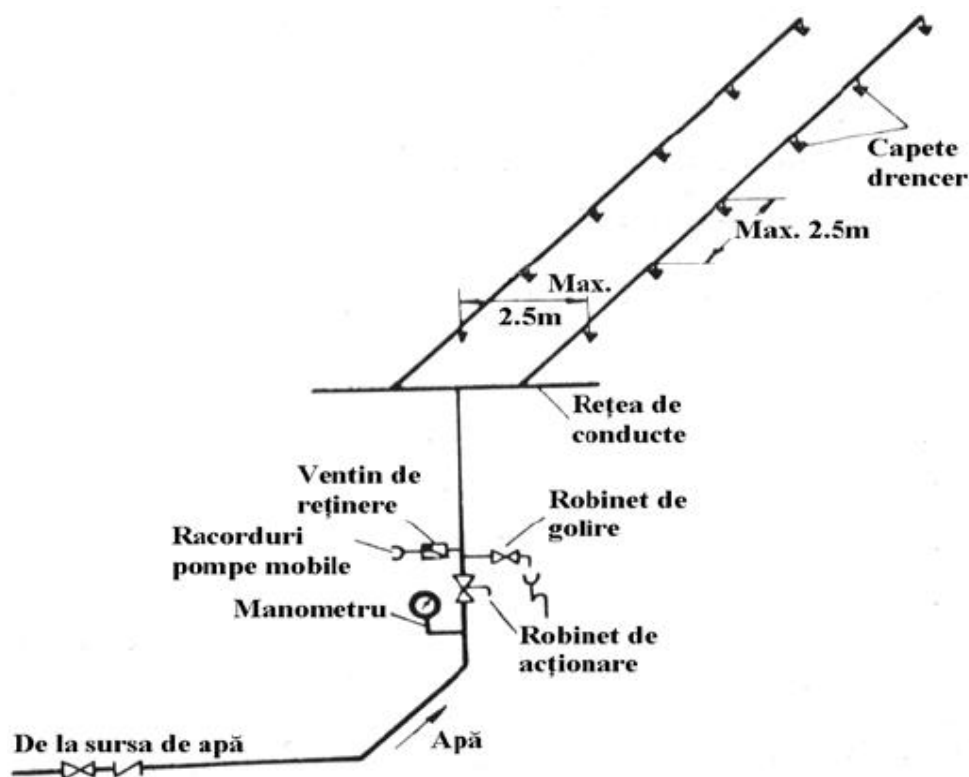 Capete
drencer
Max. 2.5m
Max.
2.5m
Rețea de
conducte
Ventin de
reținere
Robinet de
golire
Racorduri
pompe mobile
Manometru
Robinet de
acționare
De la sursa de apă
Apă